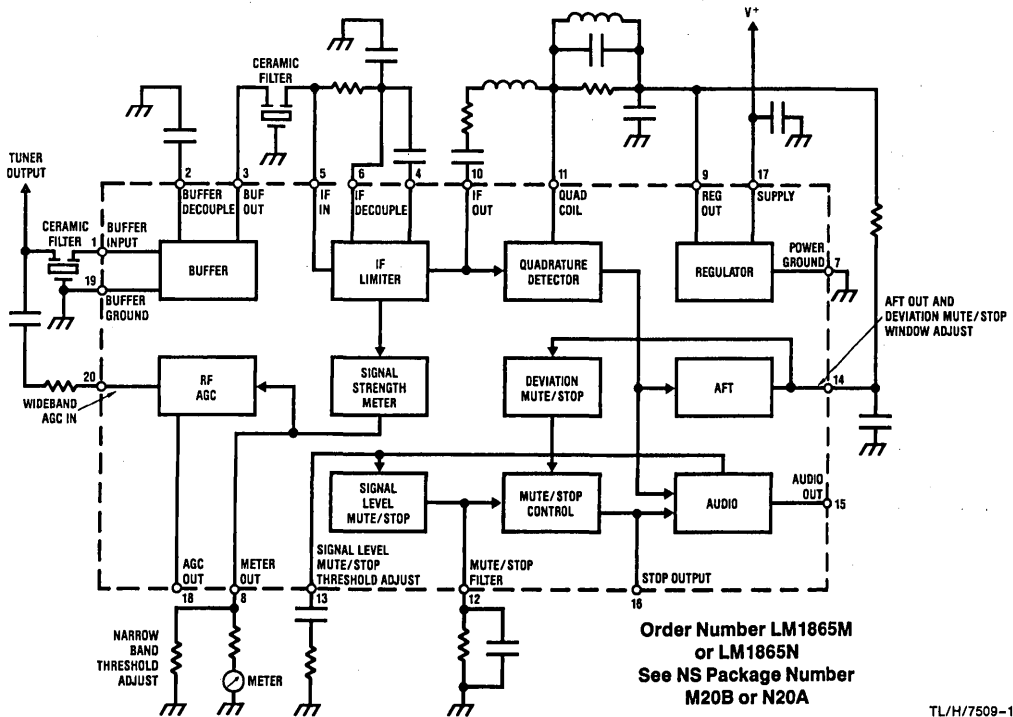 V+
CERAMIC
FILTER
TUNER
OUTPUT
2
3
5
6
4
10
11
9
17
BUFFER
DECOUPLE
BUF
OUT
IF
IN
IF
DECOUPLE
IF
OUT
QUAD
COIL
REG
OUT
SUPPLY
CERAMIC
FILTER
1
BUFFER
INPUT
BUFFER
IF
LIMITER
QUADRATURE
DETECTOR
REGULATOR
POWER
GROUND
7
19
BUFFER
GROUND
AFT OUT AND
DEVIATION MUTE/STOP
WINDOW ADJUST
20
WIDEBAND
AGC IN
RF
AGC
SIGNAL
STRENGTH
METER
DEVIATION
MUTE/STOP
AFT
14
SIGNAL
LEVEL
MUTE/STOP
MUTE/STOP
CONTROL
AUDIO
AUDIO
OUT
15
AGC
OUT
METER
OUT
SIGNAL LEVEL
MUTE/STOP
THRESHOLD ADJUST
MUTE/STOP
FILTER
STOP OUTPUT
18
8
13
12
16
NARROW
BAND
THRESHOLD
ADJUST
METER
Order Number LM1865M
or LM1865N
See NS Package Number
M20B or N20A
TL/H/7509-1